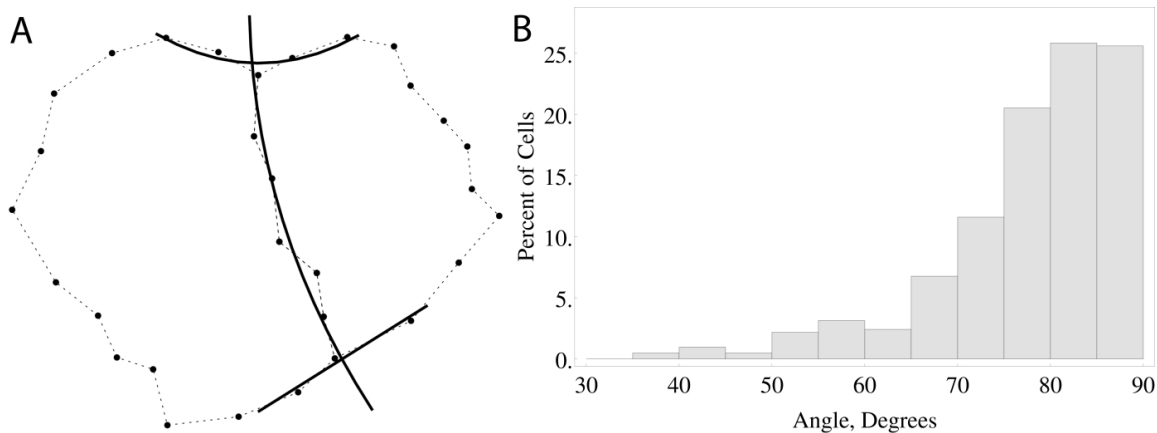 A
B
25.
20.
15.
10.
5.
0.
Percent of Cells
30 40 50 60 70 80 90
Angle, Degrees